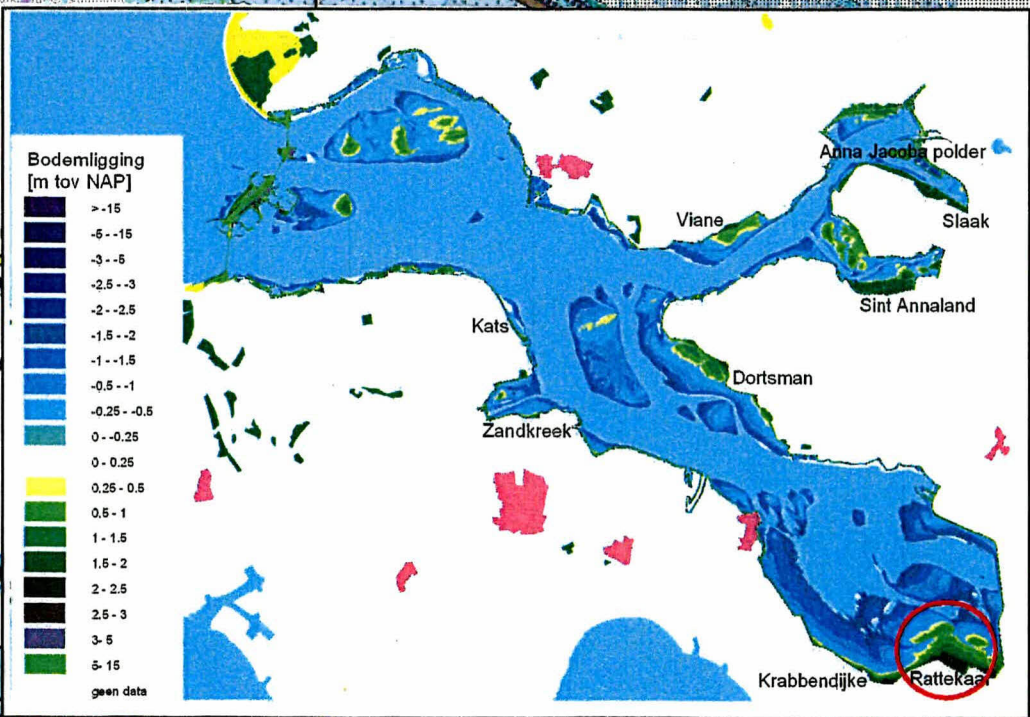 Bodemligging
[m tov NAP]
> -15
-5 - -15
-3 - -5
-2.5 - -3
-2 - -2.5
-1.5 - -2
-1 - -1.5
-0.5 - -1
-0.25 - -0.5
0 - -0.25
0 - 0.25
0.25 - 0.5
0.5 - 1
1 - 1.5
1.5 - 2
2 - 2.5
2.5 - 3
3 - 5
5 - 15
geen data
Anna Jacoba polder
Viane
Slaak
Sint Annaland
Kats
Dortsman
Zandkreek
Krabbendijke
Rattekaai